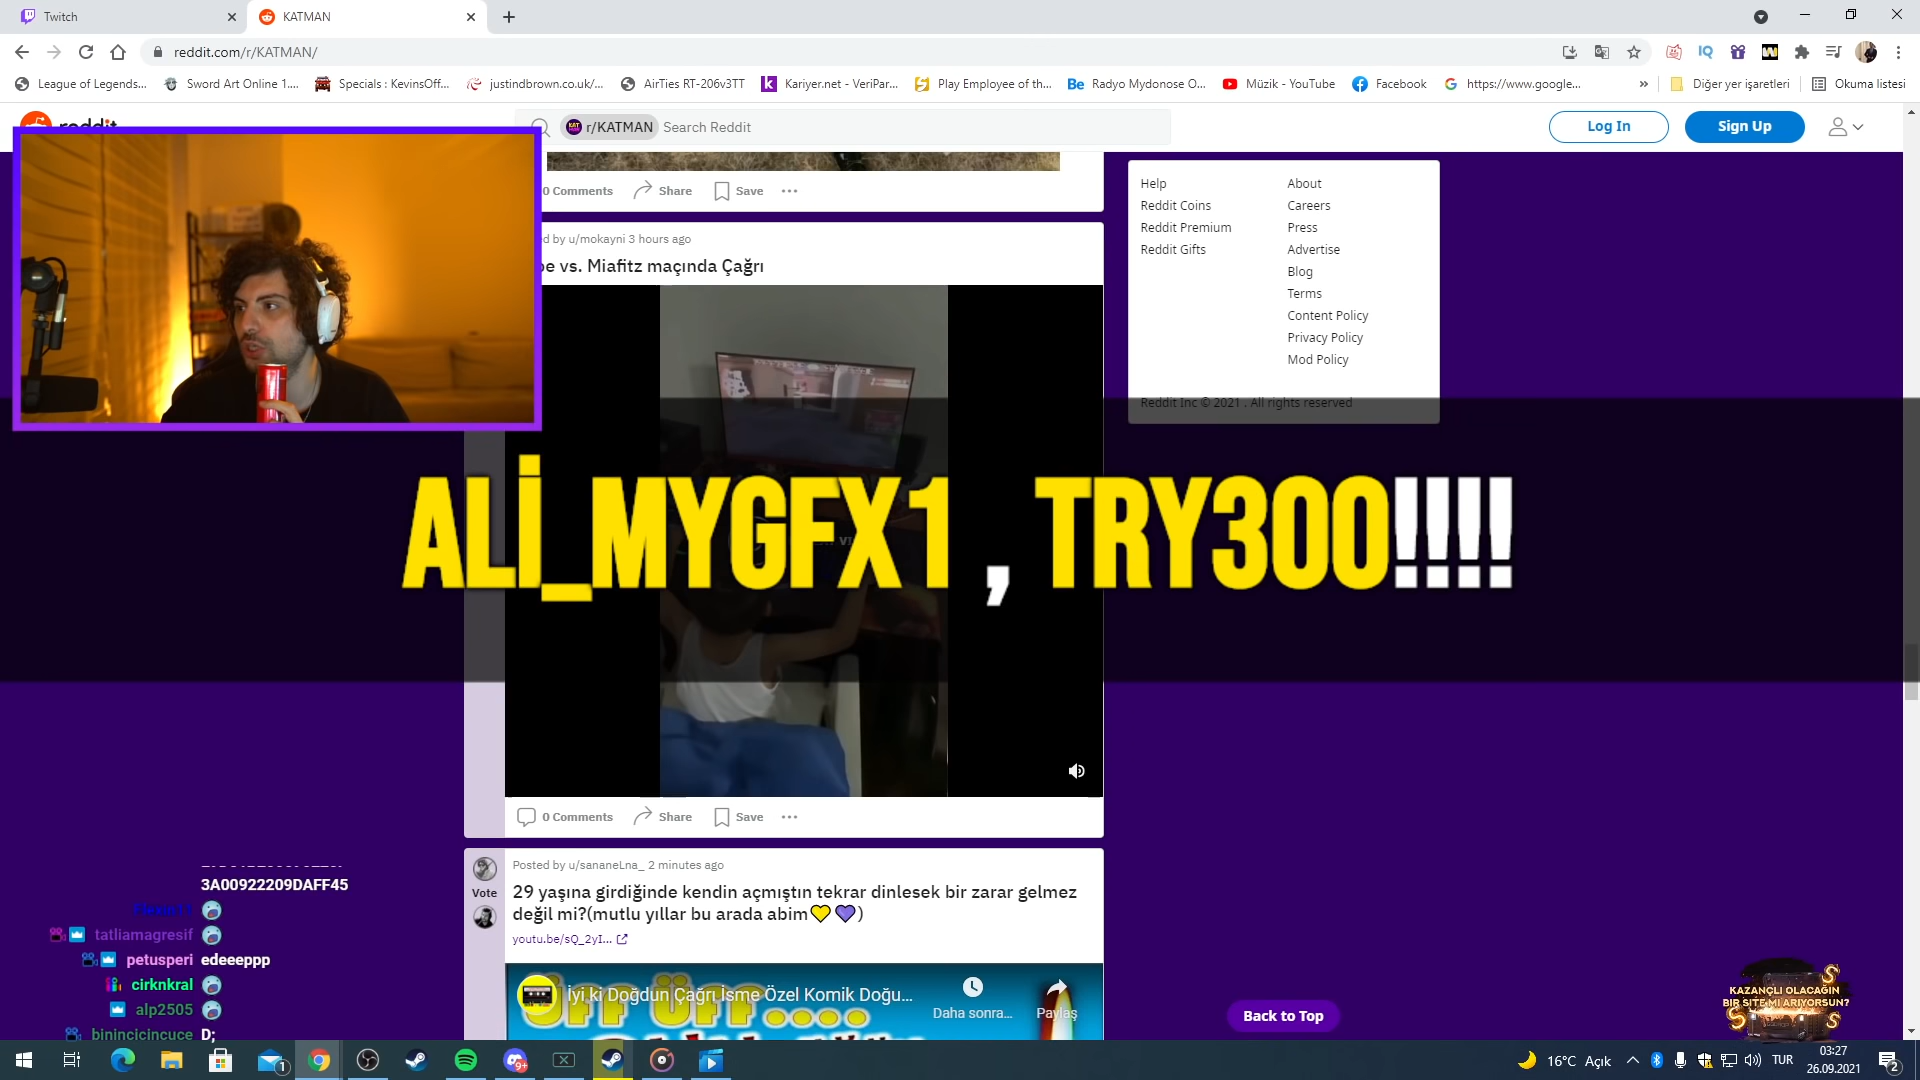 Twitch
KATMAN
reddit.com/r/KATMAN/
League of Legends...
Sword Art Online 1....
Specials : KevinsOff...
justindbrown.co.uk/...
AirTies RT-206v3TT
Kariyer.net - VeriPar...
Play Employee of th...
Radyo Mydonose O...
Müzik - YouTube
Facebook
https://www.google...
Diğer yer işaretleri
Okuma listesi
reddit
r/KATMAN
Search Reddit
Log In
Sign Up
0 Comments
Share
Save
Help
Reddit Coins
Reddit Premium
Reddit Gifts
About
Careers
Press
Advertise
Blog
Terms
Content Policy
Privacy Policy
Mod Policy
Reddit Inc © 2021 . All rights reserved
u/mokayni 3 hours ago
vs. Miafitz maçında Çağrı
ALİ_MYGFX1 , TRY300!!!!
0 Comments
Share
Save
Vote
Posted by u/sananeLna_ 2 minutes ago
29 yaşına girdiğinde kendin açmıştın tekrar dinlesek bir zarar gelmez
değil mi?(mutlu yıllar bu arada abim💛💜)
youtu.be/sQ_2yI...
İyi ki Doğdun Çağrı İsme Özel Komik Doğu...
Daha sonra...
Paylaş
ÜFF ÜFF....
3A00922209DAFF45
tatliamagresif
petusperi edeeeppp
cirknkral
alp2505
binincicincuce D;
Back to Top
KAZANÇLI OLACAĞIN
BİR SİTE Mİ ARIYORSUN?
16°C Açık
TUR
03:27
26.09.2021